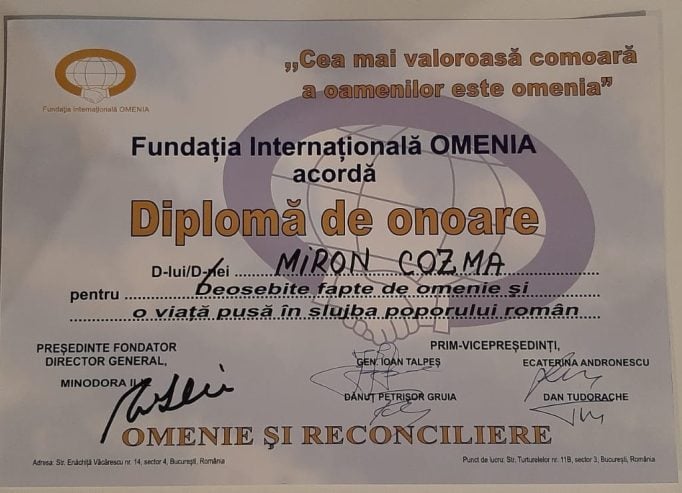 Fundația Internațională OMENIA
,,Cea mai valoroasă comoară
a oamenilor este omenia”
Fundația Internațională OMENIA
acordă
Diplomă de onoare
D-lui/D-nei MIRON COZMA
pentru Deosebite fapte de omenie și
o viață pusă în slujba poporului român
PREȘEDINTE FONDATOR
DIRECTOR GENERAL,
MINODORA
PRIM-VICEPREȘEDINȚI,
GEN. IOAN TALPEȘ ECATERINA ANDRONESCU
DĂNUȚ PETRIȘOR GRUIA DAN TUDORACHE
OMENIE ȘI RECONCILIERE
Adresa: Str. Enăchiță Văcărescu nr. 14, sector 4, București, România
Punct de lucru: Str. Turturelelor nr. 11B, sector 3, București, România